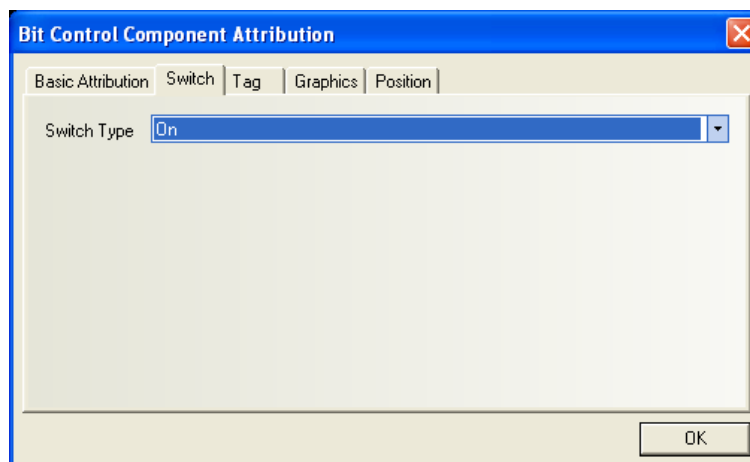 Bit Control Component Attribution
Basic Attribution Switch Tag Graphics Position
Switch Type On
OK